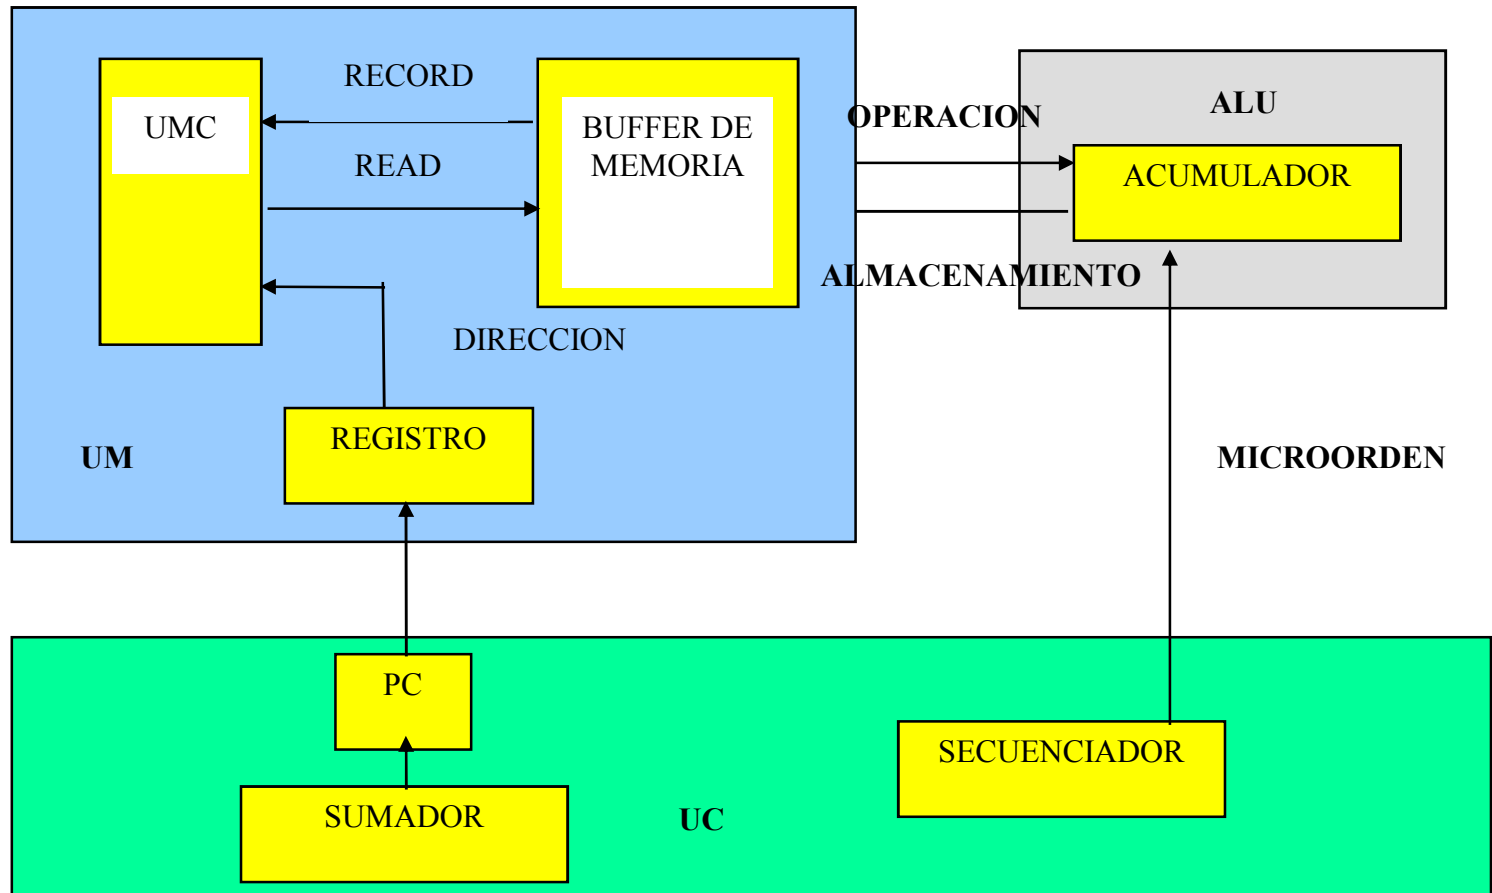 RECORD
UMC
BUFFER DE
MEMORIA
READ
OPERACION
ALU
ACUMULADOR
ALMACENAMIENTO
DIRECCION
REGISTRO
UM
MICROORDEN
PC
SECUENCIADOR
SUMADOR
UC